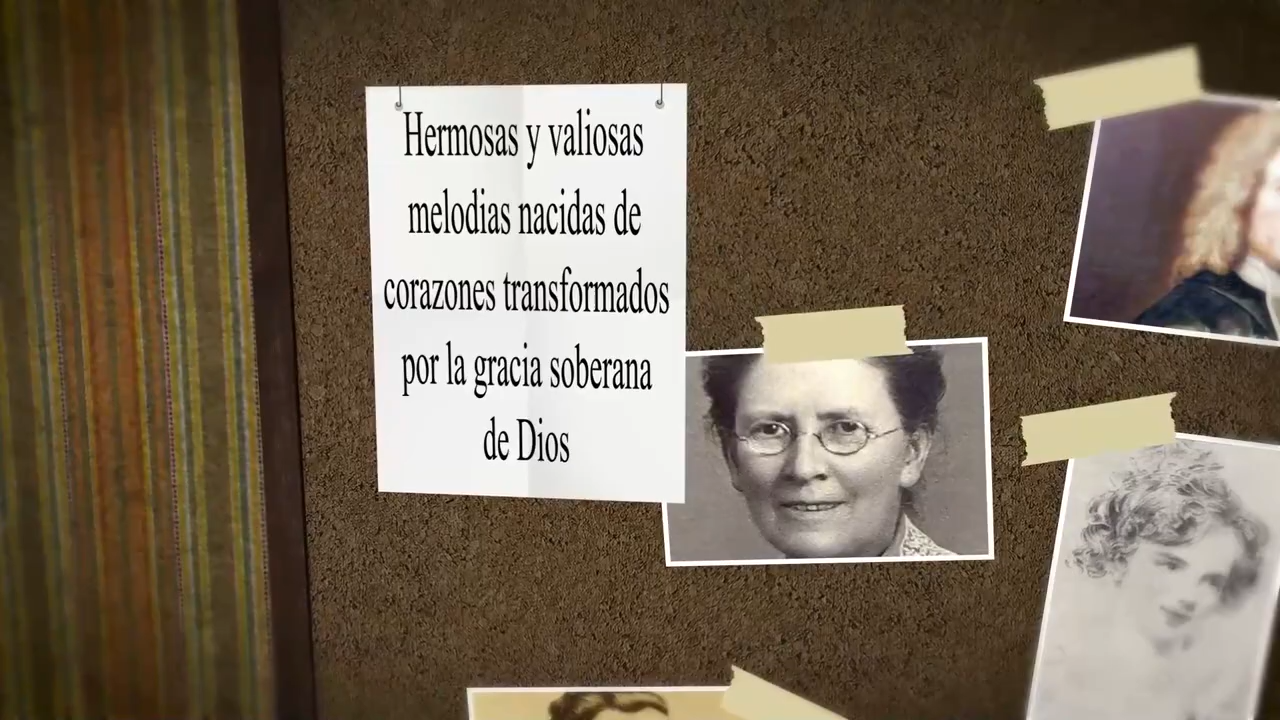 Hermosas y valiosas
melodias nacidas de
corazones transformados
por la gracia soberana
de Dios